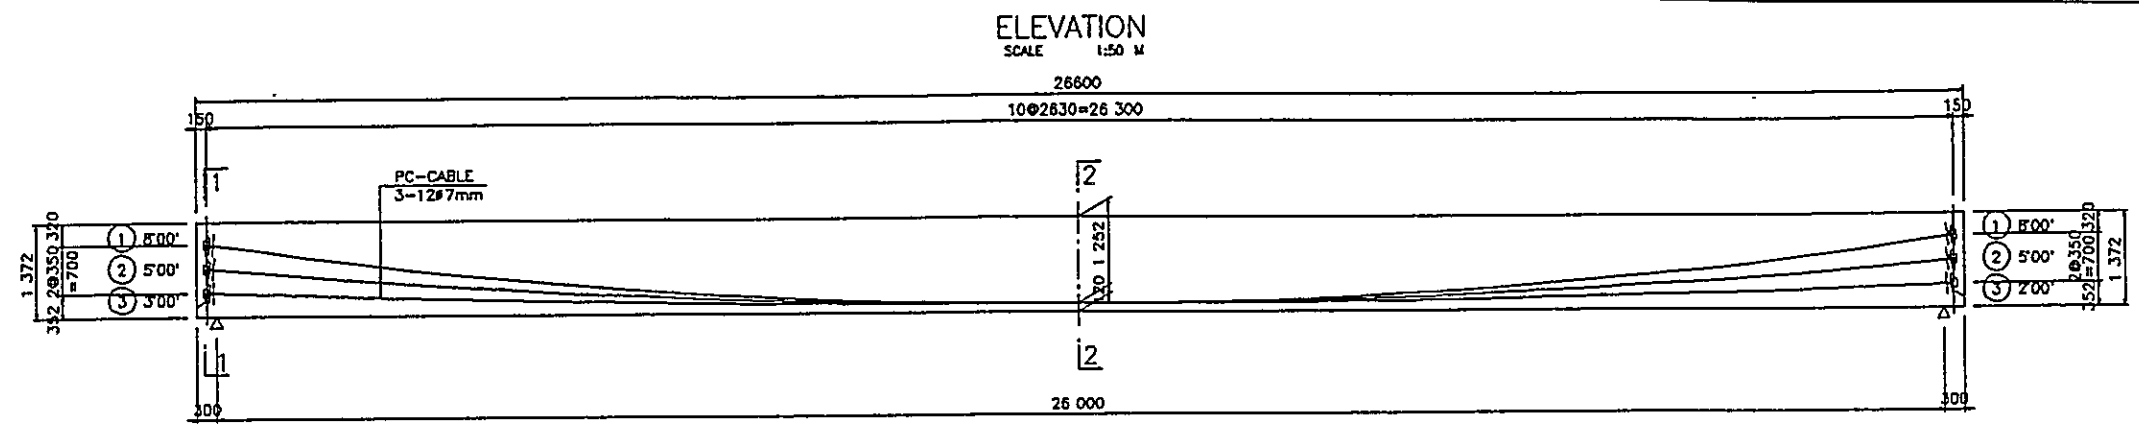 ELEVATION
SCALE 1:50 M
26600
150 10@2630=26 300 150
1 2
PC-CABLE
3-12ø7mm
1 372
352 2@350 320
=700
1 8'00'
2 5'00'
3 3'00'
1 252
1 8'00'
2 5'00'
3 2'00'
352 2@350 320
=700
1 372
1 2
300 26 000 300